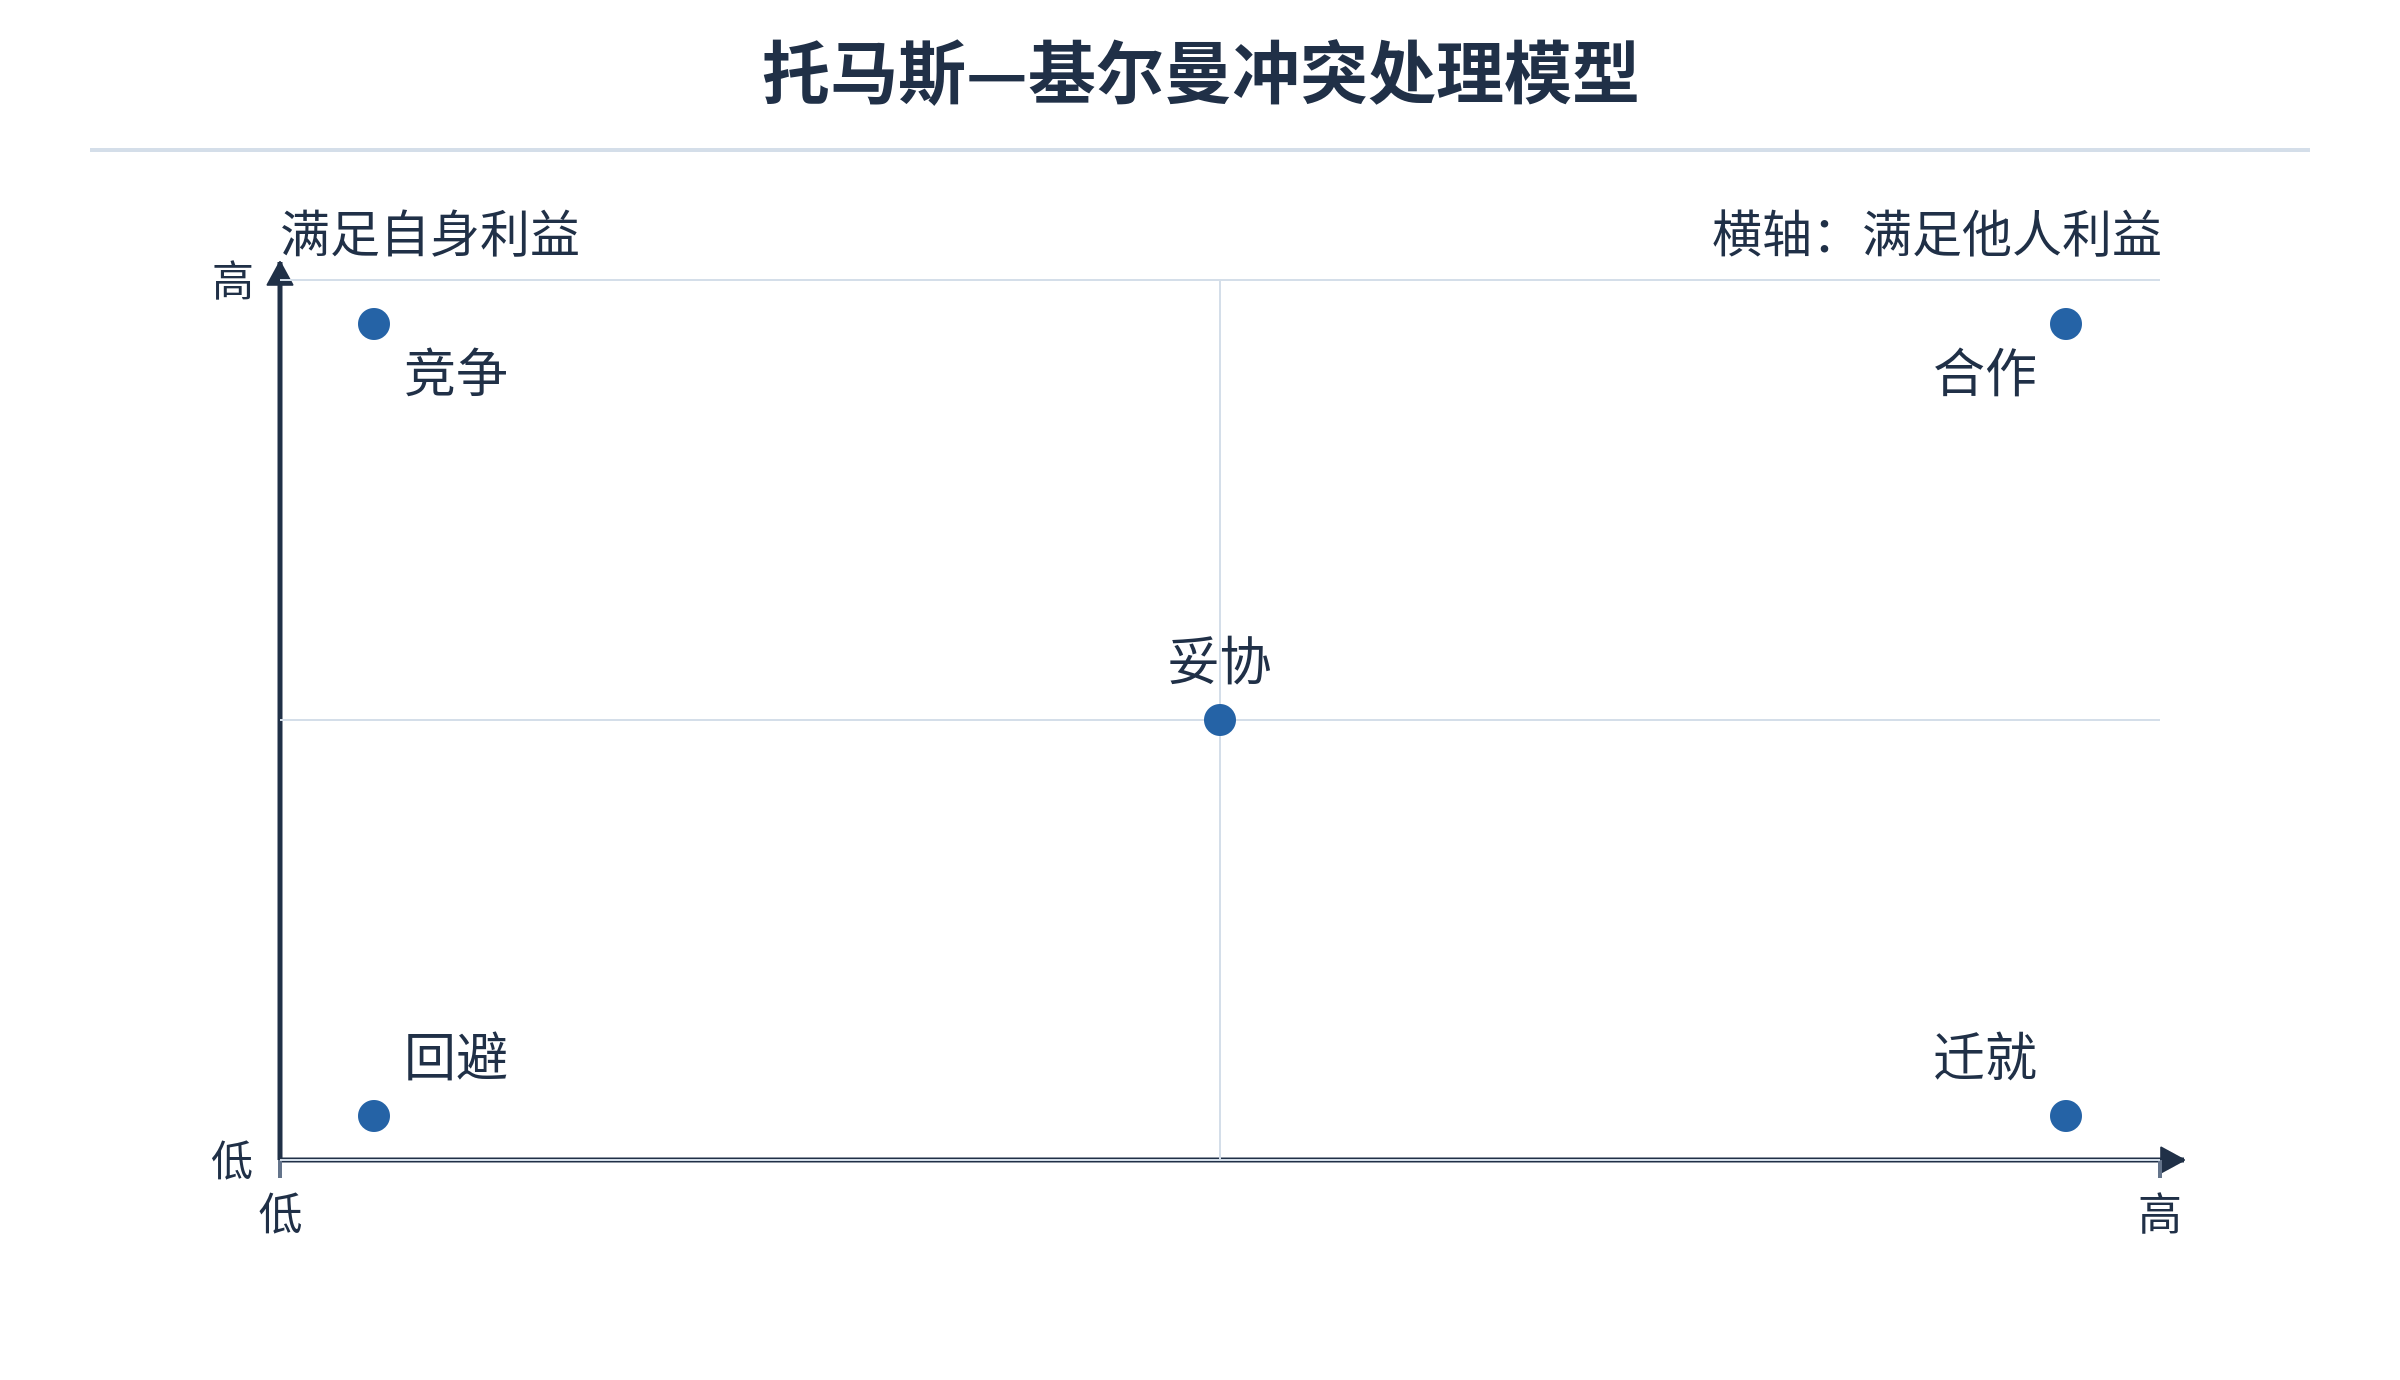 托马斯—基尔曼冲突处理模型
满足自身利益
横轴：满足他人利益
高
竞争
合作
妥协
回避
迁就
低
低
高